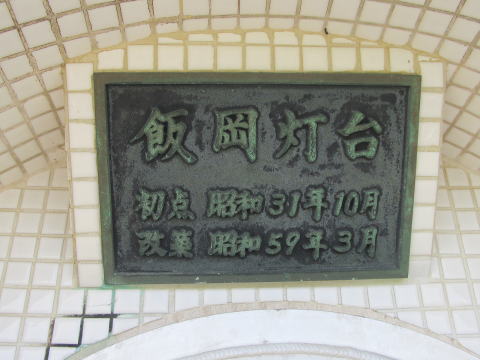 飯岡灯台
初点 昭和31年10月
改築 昭和59年3月